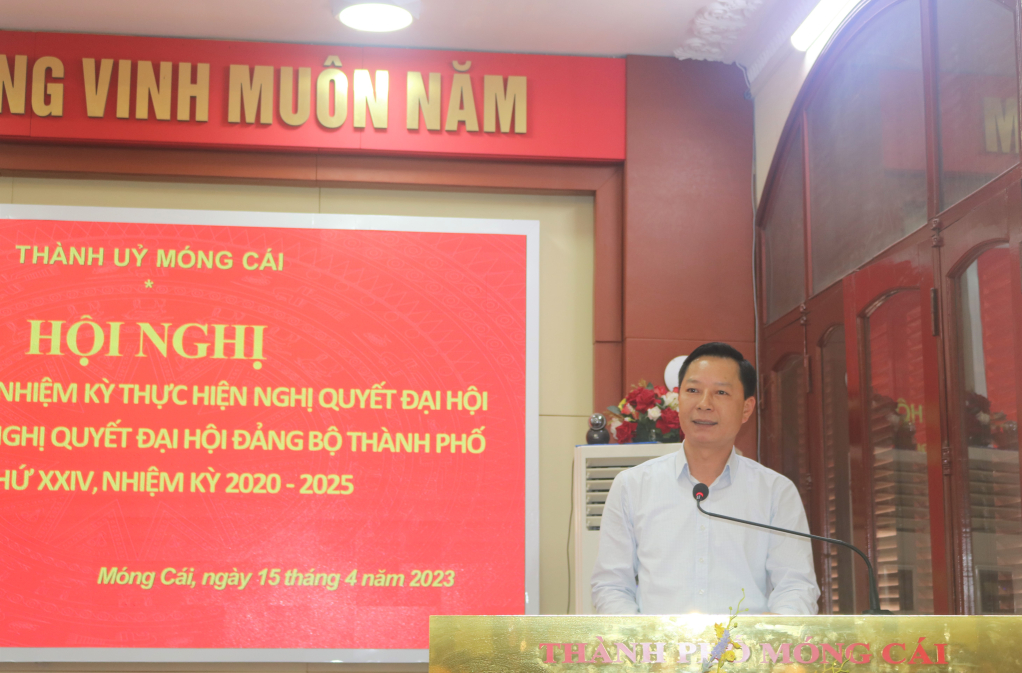 NG VINH MUÔN NĂM
THÀNH UỶ MÓNG CÁI
*
HỘI NGHỊ
NHIỆM KỲ THỰC HIỆN NGHỊ QUYẾT ĐẠI HỘI
NGHỊ QUYẾT ĐẠI HỘI ĐẢNG BỘ THÀNH PHỐ
HỨ XXIV, NHIỆM KỲ 2020 - 2025
Móng Cái, ngày 15 tháng 4 năm 2023
THÀNH PHỐ MÓNG CÁI